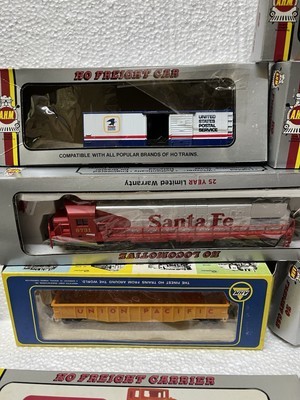 HO FREIGHT CAR
UNITED STATES
POSTAL
SERVICE
COMPATIBLE WITH ALL POPULAR BRANDS OF HO TRAINS.
25 YEAR Limited Warranty
Santa Fe
HO LOCOMOTIVE
THE FINEST HO TRAINS FROM AROUND THE WORLD
UNION PACIFIC
HO FREIGHT CARRIER